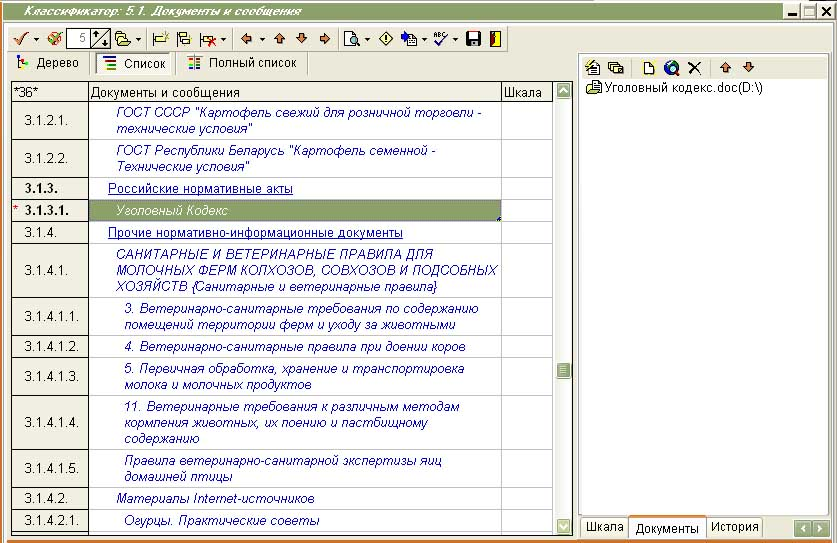 Классификатор: 5.1. Документы и сообщения
5
ABC
Дерево Список Полный список
*36* Документы и сообщения Шкала
3.1.2.1. ГОСТ СССР "Картофель свежий для розничной торговли -
технические условия"
3.1.2.2. ГОСТ Республики Беларусь "Картофель семенной -
Технические условия"
3.1.3. Российские нормативные акты
* 3.1.3.1. Уголовный Кодекс
3.1.4. Прочие нормативно-информационные документы
3.1.4.1. САНИТАРНЫЕ И ВЕТЕРИНАРНЫЕ ПРАВИЛА ДЛЯ
МОЛОЧНЫХ ФЕРМ КОЛХОЗОВ, СОВХОЗОВ И ПОДСОБНЫХ
ХОЗЯЙСТВ {Санитарные и ветеринарные правила}
3.1.4.1.1. 3. Ветеринарно-санитарные требования по содержанию
помещений территории ферм и уходу за животными
3.1.4.1.2. 4. Ветеринарно-санитарные правила при доении коров
3.1.4.1.3. 5. Первичная обработка, хранение и транспортировка
молока и молочных продуктов
3.1.4.1.4. 11. Ветеринарные требования к различным методам
кормления животных, их поению и пастбищному
содержанию
3.1.4.1.5. Правила ветеринарно-санитарной экспертизы яиц
домашней птицы
3.1.4.2. Материалы Internet-источников
3.1.4.2.1. Огурцы. Практические советы
Уголовный кодекс.doc(D:\)
Шкала Документы История